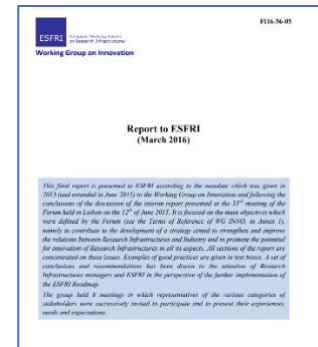 FI16-56-05
ESFRI
European Strategy Forum
on Research Infrastructures
Working Group on Innovation
Report to ESFRI
(March 2016)
This final report is presented to ESFRI according to the mandate which was given in
2013 (and extended in June 2015) to the Working Group on Innovation and following the
conclusions of the discussion of the interim report presented at the 53rd meeting of the
Forum held in Lisbon on the 12th of June 2015. It is focused on the main objectives which
were defined by the Forum (see the Terms of Reference of WG INNO, in Annex 1),
namely to contribute to the development of a strategy aimed to strengthen and improve
the relations between Research Infrastructures and Industry and to promote the potential
for innovation of Research Infrastructures in all its aspects. All sections of the report are
concentrated on these issues. Examples of good practices are given in text boxes. A set of
conclusions and recommendations has been drawn to the attention of Research
Infrastructures managers and ESFRI in the perspective of the further implementation of
the ESFRI Roadmap.
The group held 8 meetings in which representatives of the various categories of
stakeholders were successively invited to participate and to present their experiences,
needs and expectations.